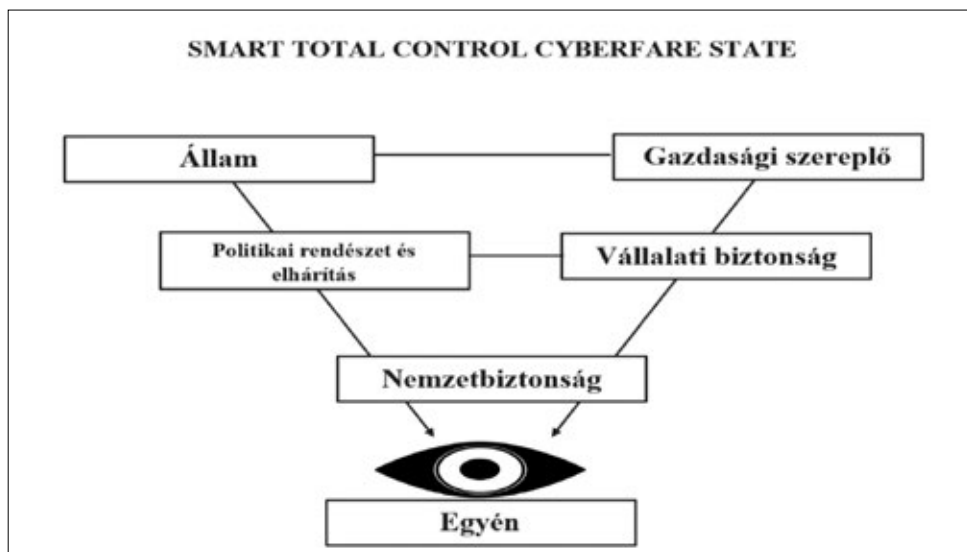 SMART TOTAL CONTROL CYBERFARE STATE
Állam
Gazdasági szereplő
Politikai rendészet és
elhárítás
Vállalati biztonság
Nemzetbiztonság
Egyén